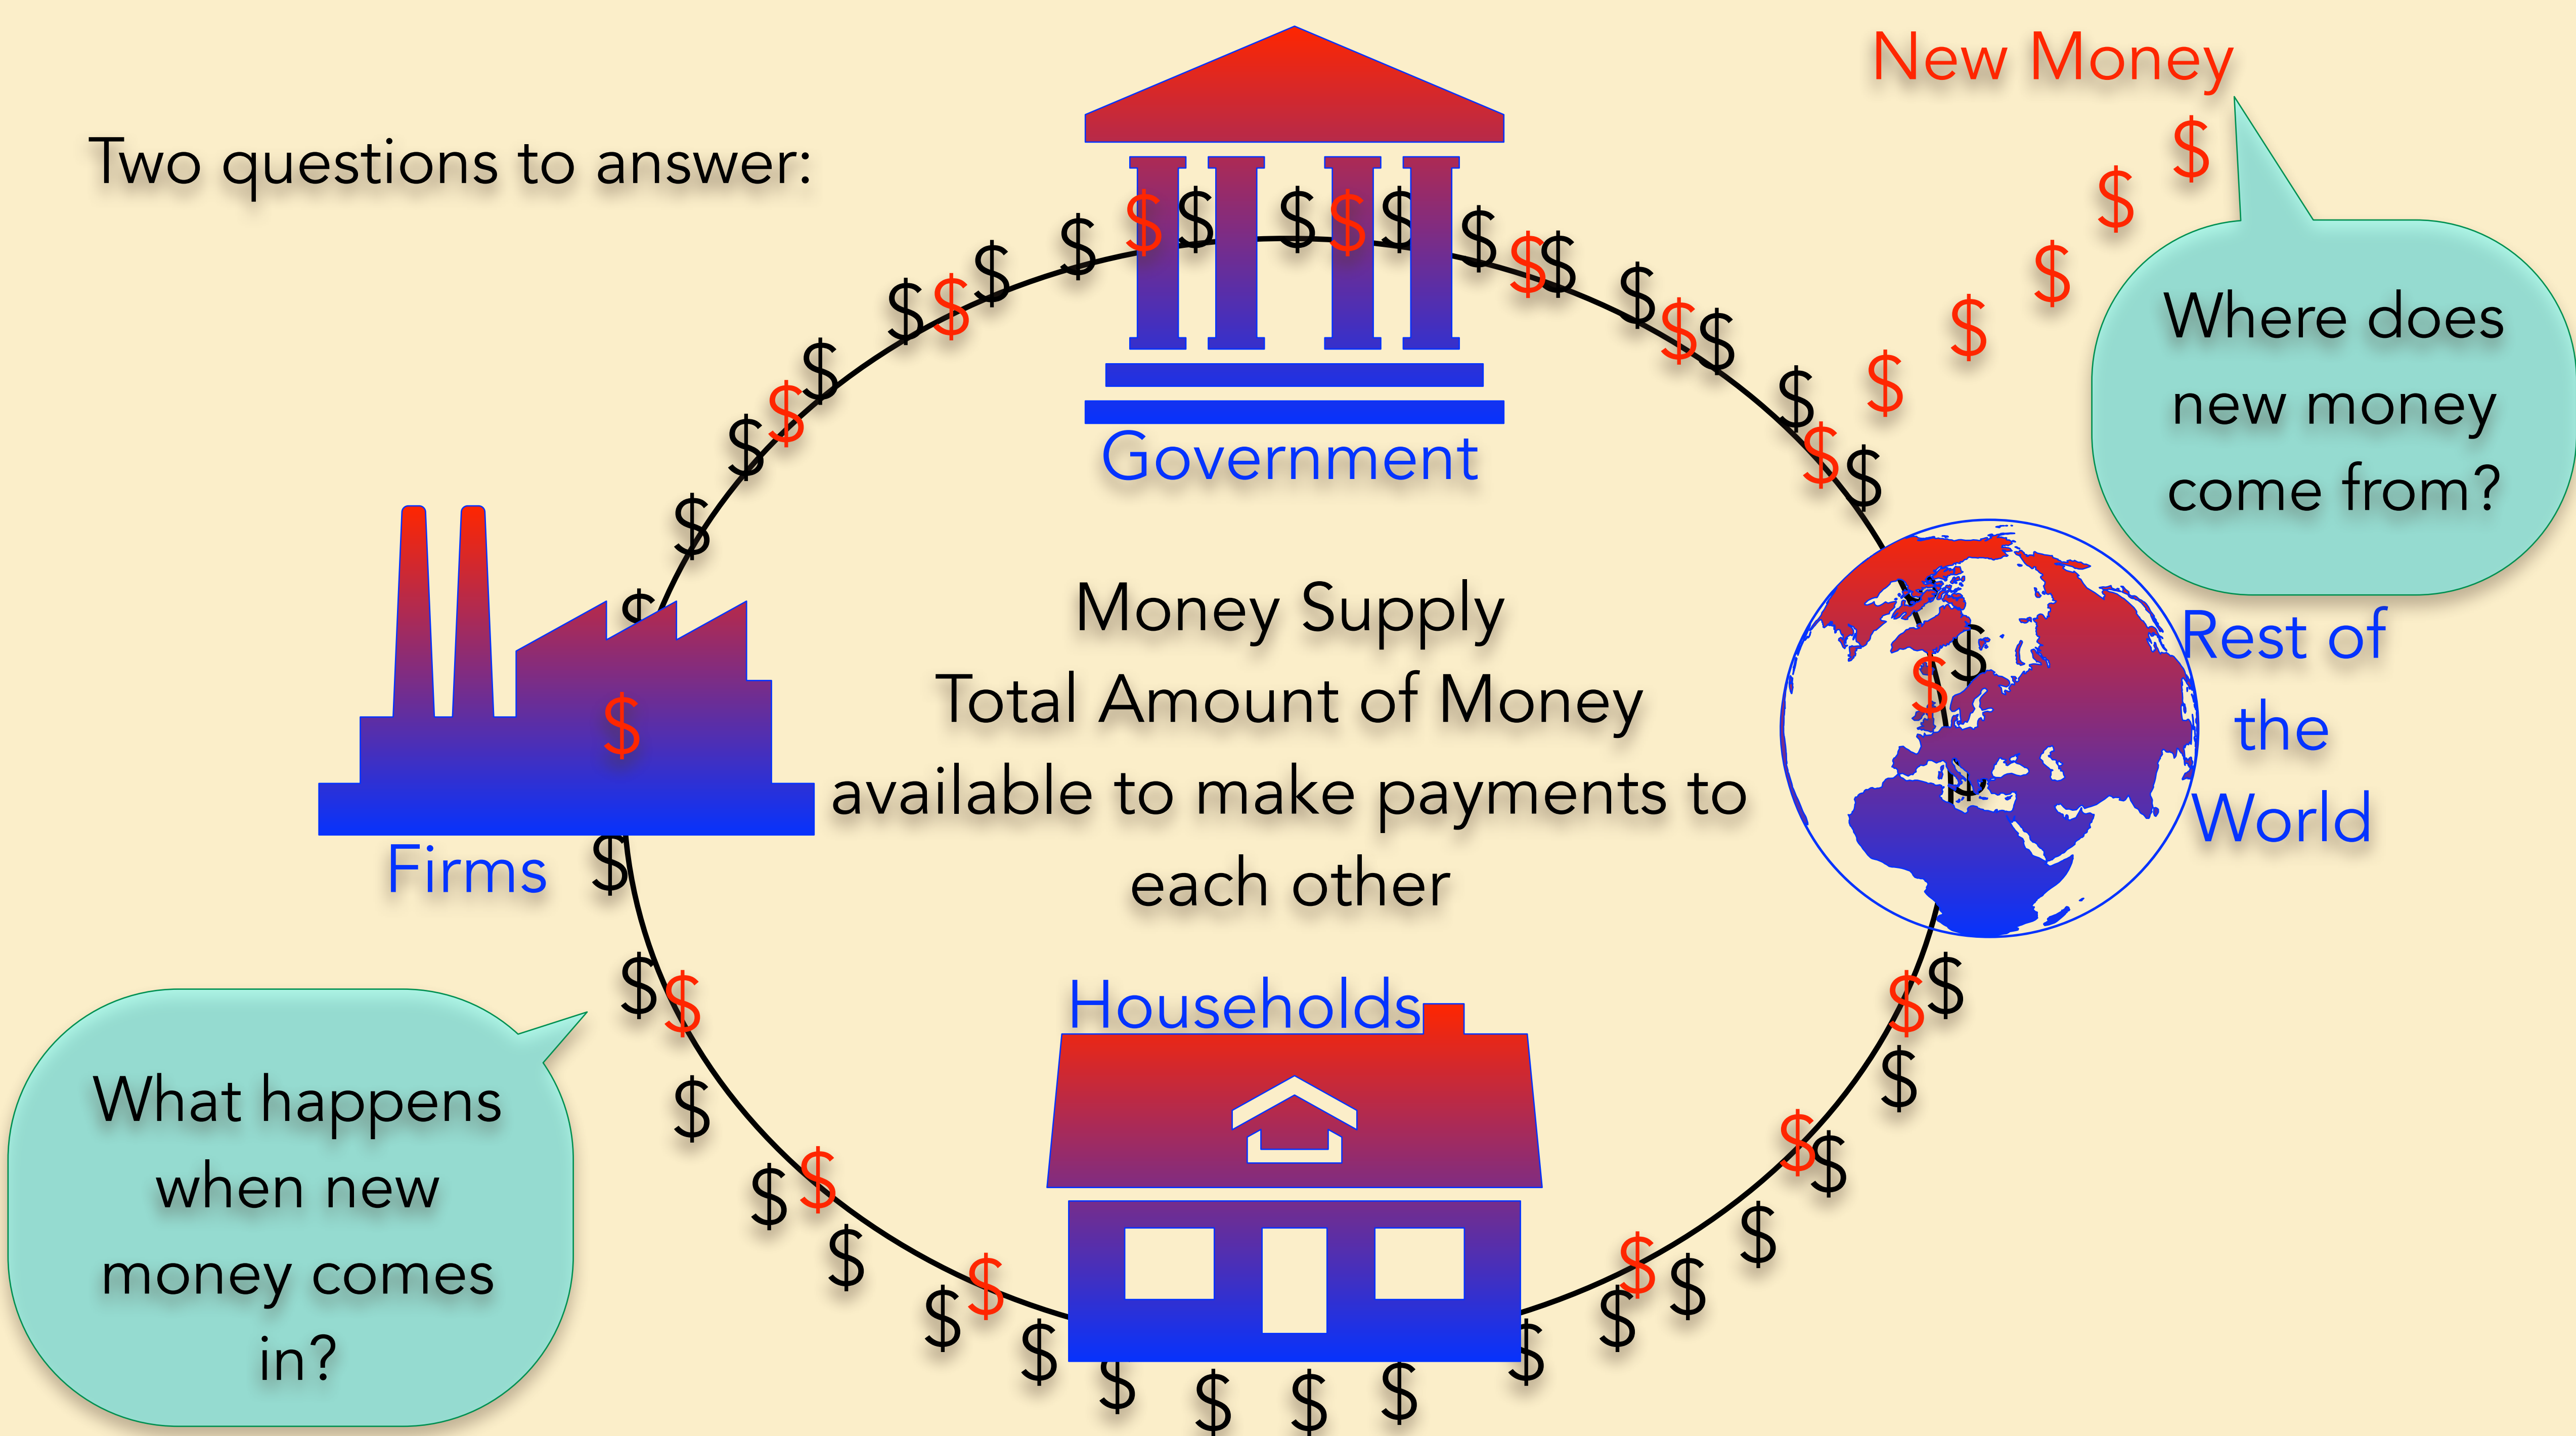 New Money
Two questions to answer:
Where does
new money
come from?
Government
Money Supply
Total Amount of Money
available to make payments to
each other
Rest of
the
World
Firms
Households
What happens
when new
money comes
in?